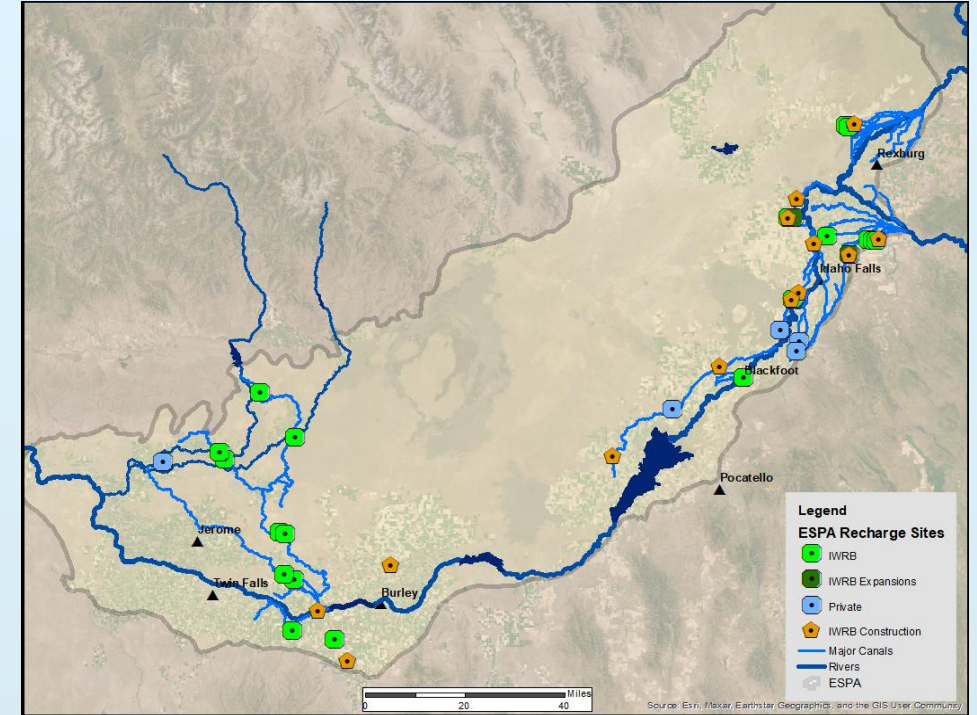 Rexburg
Idaho Falls
Blackfoot
Pocatello
Jerome
Twin Falls
Burley
Legend
ESPA Recharge Sites
IWRB
IWRB Expansions
Private
IWRB Construction
Major Canals
Rivers
ESPA
Miles
0 20 40
Source: Esri, Maxar, Earthstar Geographics, and the GIS User Community